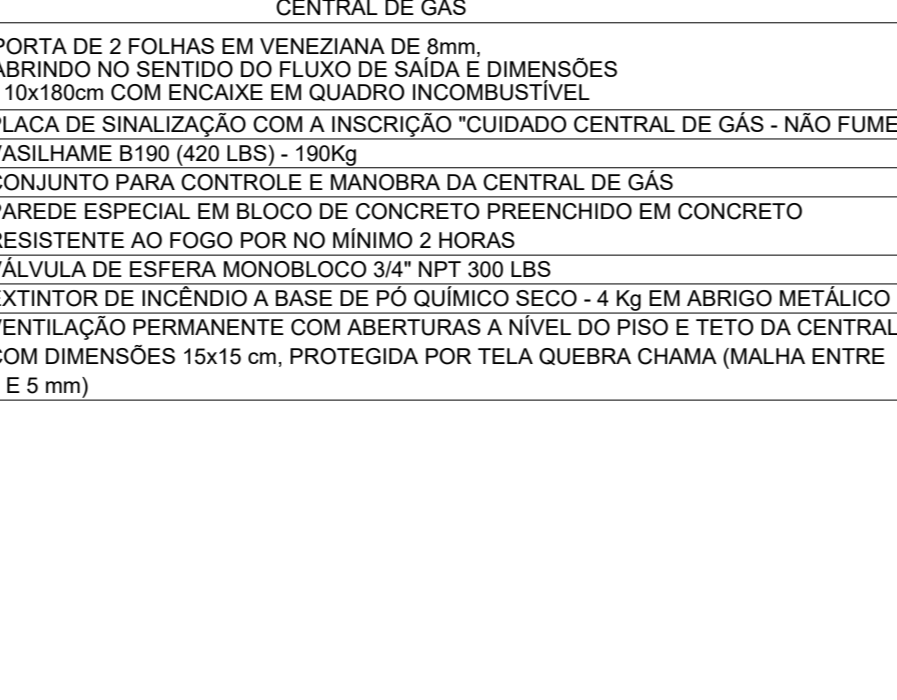 CENTRAL DE GÁS
PORTA DE 2 FOLHAS EM VENEZIANA DE 8mm,
ABRINDO NO SENTIDO DO FLUXO DE SAÍDA E DIMENSÕES
10x180cm COM ENCAIXE EM QUADRO INCOMBUSTÍVEL
PLACA DE SINALIZAÇÃO COM A INSCRIÇÃO "CUIDADO CENTRAL DE GÁS - NÃO FUME
VASILHAME B190 (420 LBS) - 190Kg
CONJUNTO PARA CONTROLE E MANOBRA DA CENTRAL DE GÁS
PAREDE ESPECIAL EM BLOCO DE CONCRETO PREENCHIDO EM CONCRETO
RESISTENTE AO FOGO POR NO MÍNIMO 2 HORAS
VÁLVULA DE ESFERA MONOBLOCO 3/4" NPT 300 LBS
EXTINTOR DE INCÊNDIO A BASE DE PÓ QUÍMICO SECO - 4 Kg EM ABRIGO METÁLICO
VENTILAÇÃO PERMANENTE COM ABERTURAS A NÍVEL DO PISO E TETO DA CENTRAL
COM DIMENSÕES 15x15 cm, PROTEGIDA POR TELA QUEBRA CHAMA (MALHA ENTRE
E 5 mm)